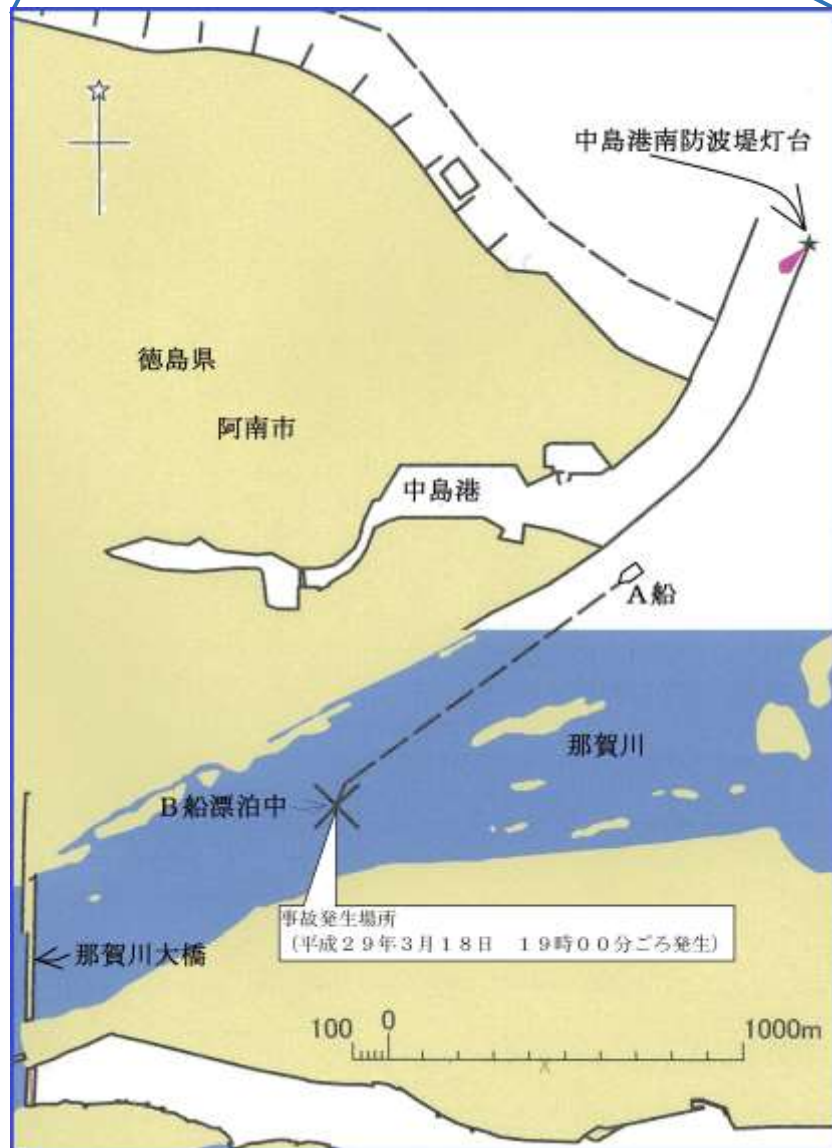 中島港南防波堤灯台
徳島県
阿南市
中島港
A船
那賀川
B船漂泊中
事故発生場所
（平成２９年３月１８日　１９時００分ごろ発生）
那賀川大橋
100 0 1000m